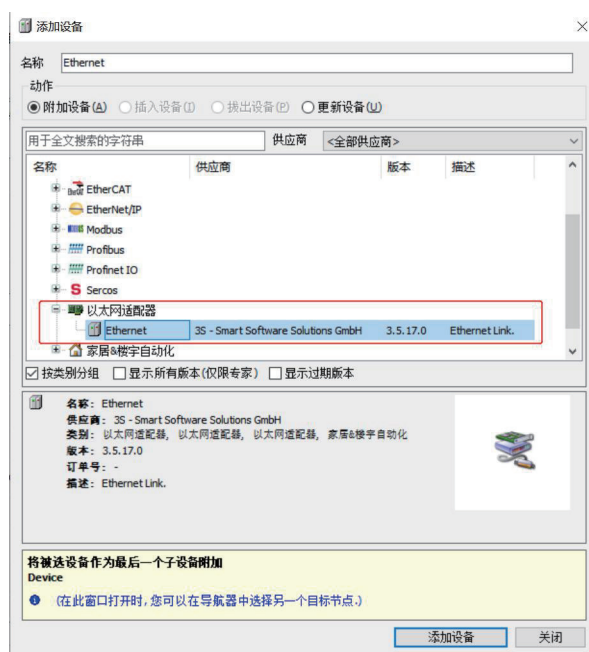 添加设备
名称 Ethernet
动作
附加设备(A) 插入设备(I) 拔出设备(P) 更新设备(U)
用于全文搜索的字符串 供应商 <全部供应商>
名称 供应商 版本 描述
EtherCAT
EtherNet/IP
Modbus
Profibus
Profinet IO
Sercos
以太网适配器
Ethernet 3S - Smart Software Solutions GmbH 3.5.17.0 Ethernet Link.
家居&楼宇自动化
按类别分组 显示所有版本(仅限专家) 显示过期版本
名称: Ethernet
供应商: 3S - Smart Software Solutions GmbH
类别: 以太网适配器, 以太网适配器, 以太网适配器, 家居&楼宇自动化
版本: 3.5.17.0
订单号: -
描述: Ethernet Link.
将被选设备作为最后一个子设备附加
Device
(在此窗口打开时, 您可以在导航器中选择另一个目标节点.)
添加设备 关闭